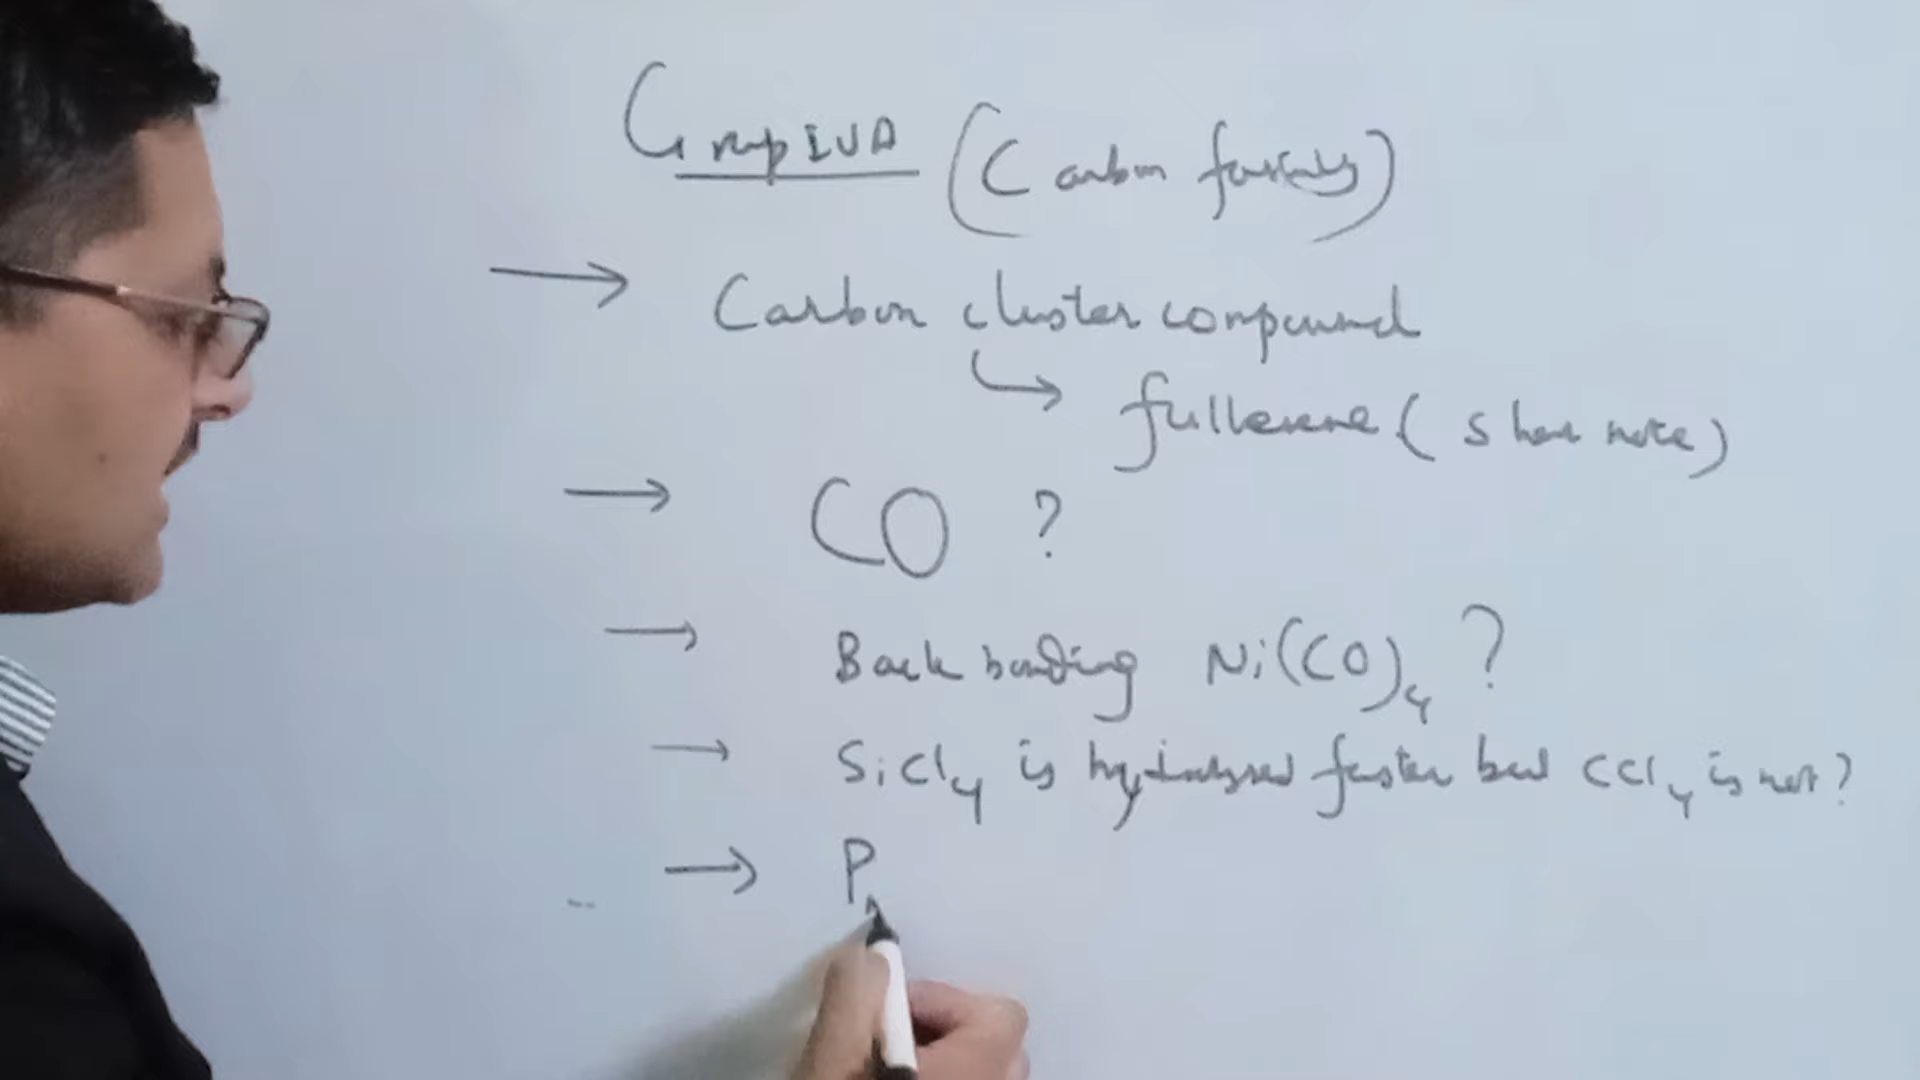 Group IVA (Carbon family)
→ Carbon cluster compound
↳ fullerene (short note)
→ CO ?
→ Back bonding Ni(CO)₄ ?
→ SiCl₄ is hydrolysed faster but CCl₄ is not?
→ P